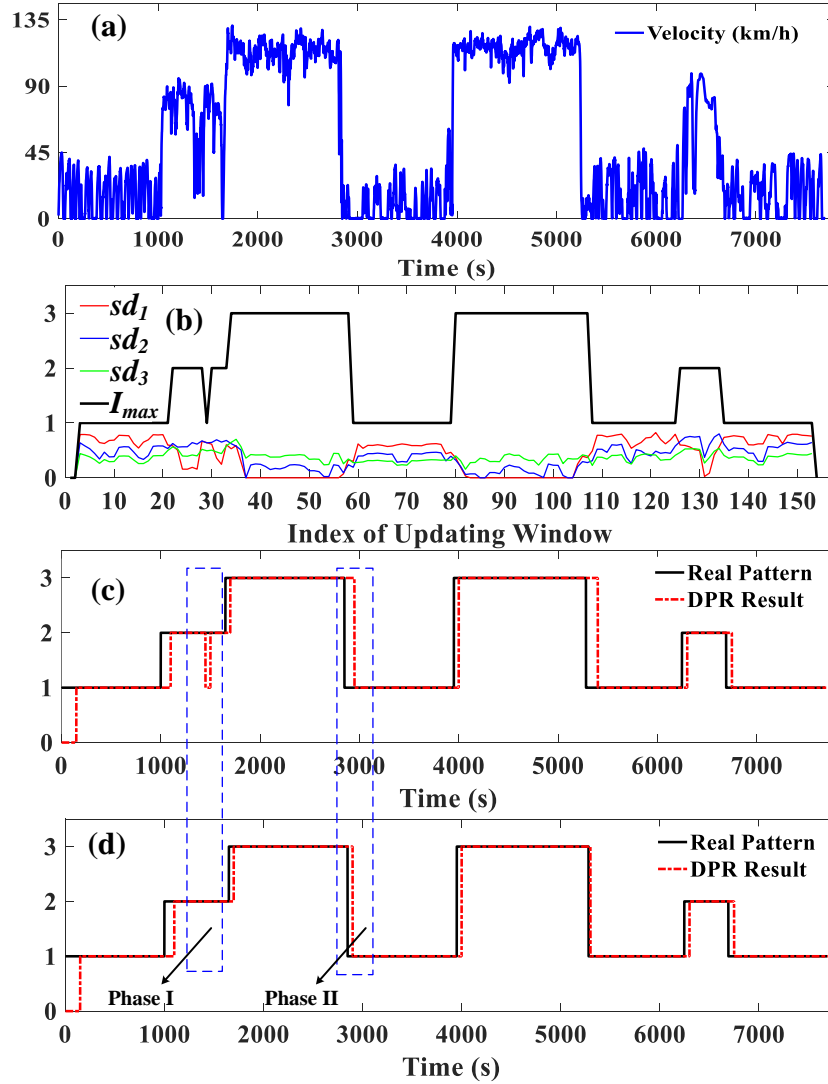 (a)
Velocity (km/h)
135
90
45
0
0 1000 2000 3000 4000 5000 6000 7000
Time (s)
(b)
sd1
sd2
sd3
Imax
3
2
1
0
0 10 20 30 40 50 60 70 80 90 100 110 120 130 140 150
Index of Updating Window
(c)
Real Pattern
DPR Result
3
2
1
0
0 1000 2000 3000 4000 5000 6000 7000
Time (s)
(d)
Real Pattern
DPR Result
3
2
1
0
Phase I
Phase II
0 1000 2000 3000 4000 5000 6000 7000
Time (s)